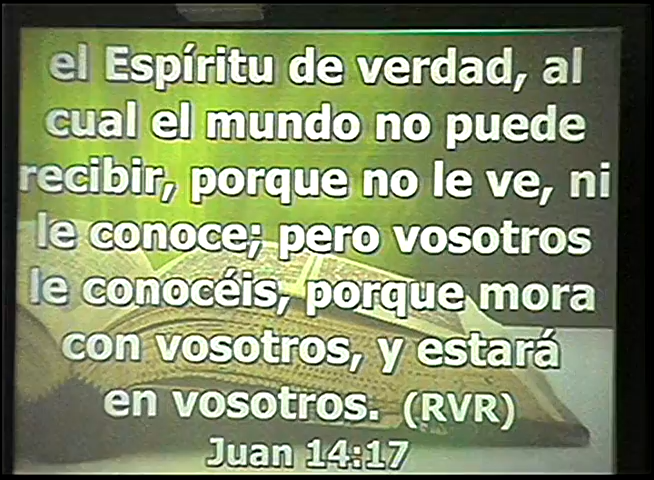 el Espíritu de verdad, al
cual el mundo no puede
recibir, porque no le ve, ni
le conoce; pero vosotros
le conocéis, porque mora
con vosotros, y estará
en vosotros. (RVR)
Juan 14:17